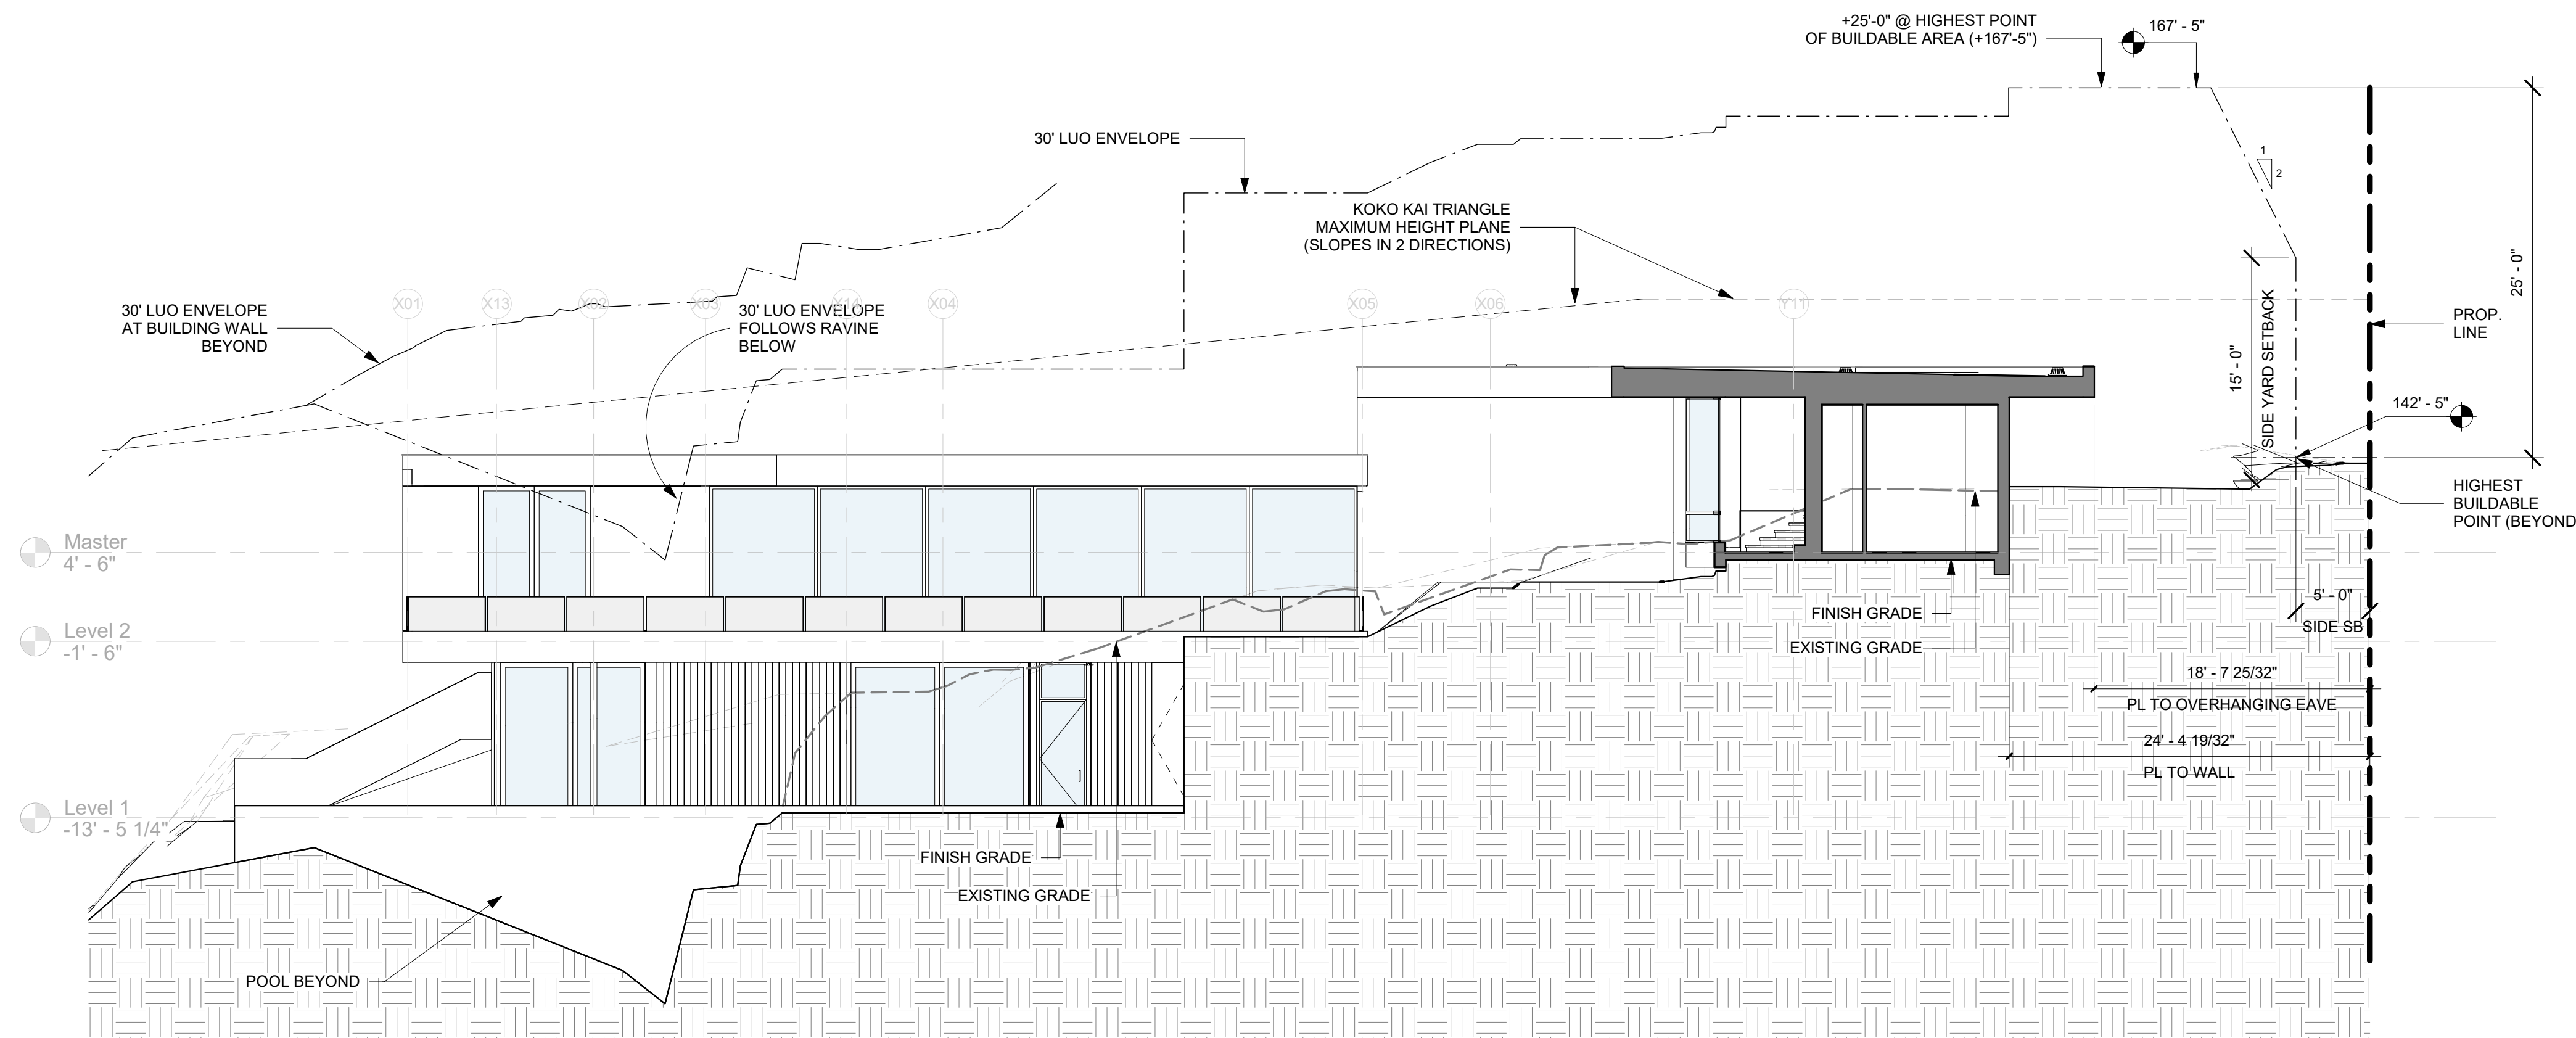 +25'-0" @ HIGHEST POINT
OF BUILDABLE AREA (+167'-5")
167' - 5"
30' LUO ENVELOPE
1
2
KOKO KAI TRIANGLE
MAXIMUM HEIGHT PLANE
(SLOPES IN 2 DIRECTIONS)
25' - 0"
15' - 0"
SIDE YARD SETBACK
30' LUO ENVELOPE
AT BUILDING WALL
BEYOND
X01
X13
X02
X03
X14
X04
X05
X06
Y11
30' LUO ENVELOPE
FOLLOWS RAVINE
BELOW
PROP.
LINE
142' - 5"
HIGHEST
BUILDABLE
POINT (BEYOND
Master
4' - 6"
Level 2
-1' - 6"
Level 1
-13' - 5 1/4"
FINISH GRADE
EXISTING GRADE
5' - 0"
SIDE SB
18' - 7 25/32"
PL TO OVERHANGING EAVE
24' - 4 19/32"
PL TO WALL
FINISH GRADE
EXISTING GRADE
POOL BEYOND